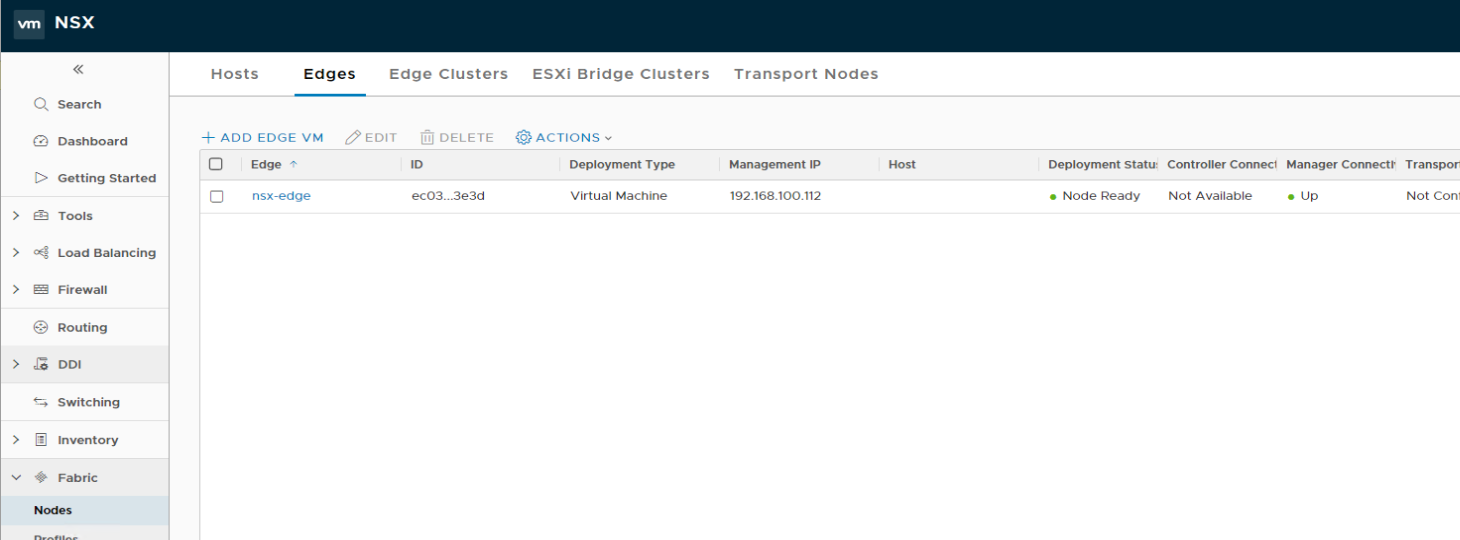 vm NSX
Hosts Edges Edge Clusters ESXi Bridge Clusters Transport Nodes
Search
Dashboard
Getting Started
Tools
Load Balancing
Firewall
Routing
DDI
Switching
Inventory
Fabric
Nodes
Profiles
+ ADD EDGE VM EDIT DELETE ACTIONS
Edge ID Deployment Type Management IP Host Deployment Statu Controller Connect Manager Connecti Transport
nsx-edge ec03...3e3d Virtual Machine 192.168.100.112 Node Ready Not Available Up Not Conf